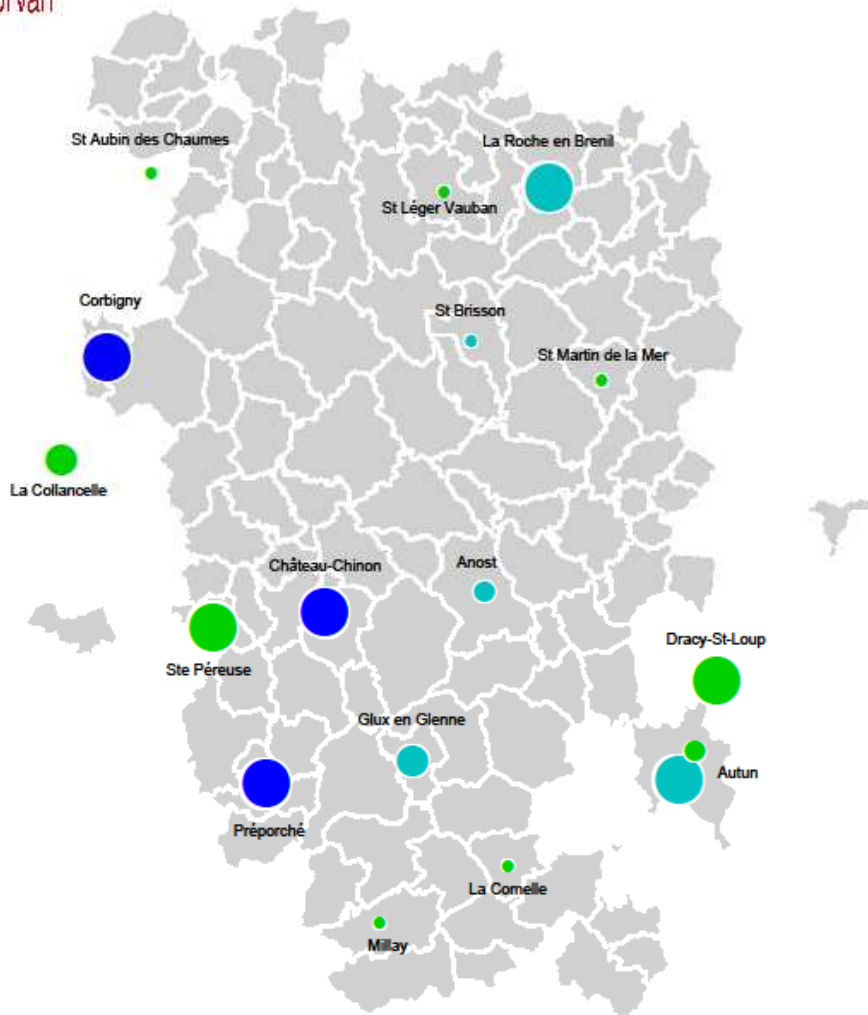 St Aubin des Chaumes
La Roche en Brenil
St Léger Vauban
Corbigny
St Brisson
St Martin de la Mer
La Collancelle
Château-Chinon
Anost
Dracy-St-Loup
Ste Péreuse
Glux en Glenne
Autun
Préporché
La Comelle
Millay